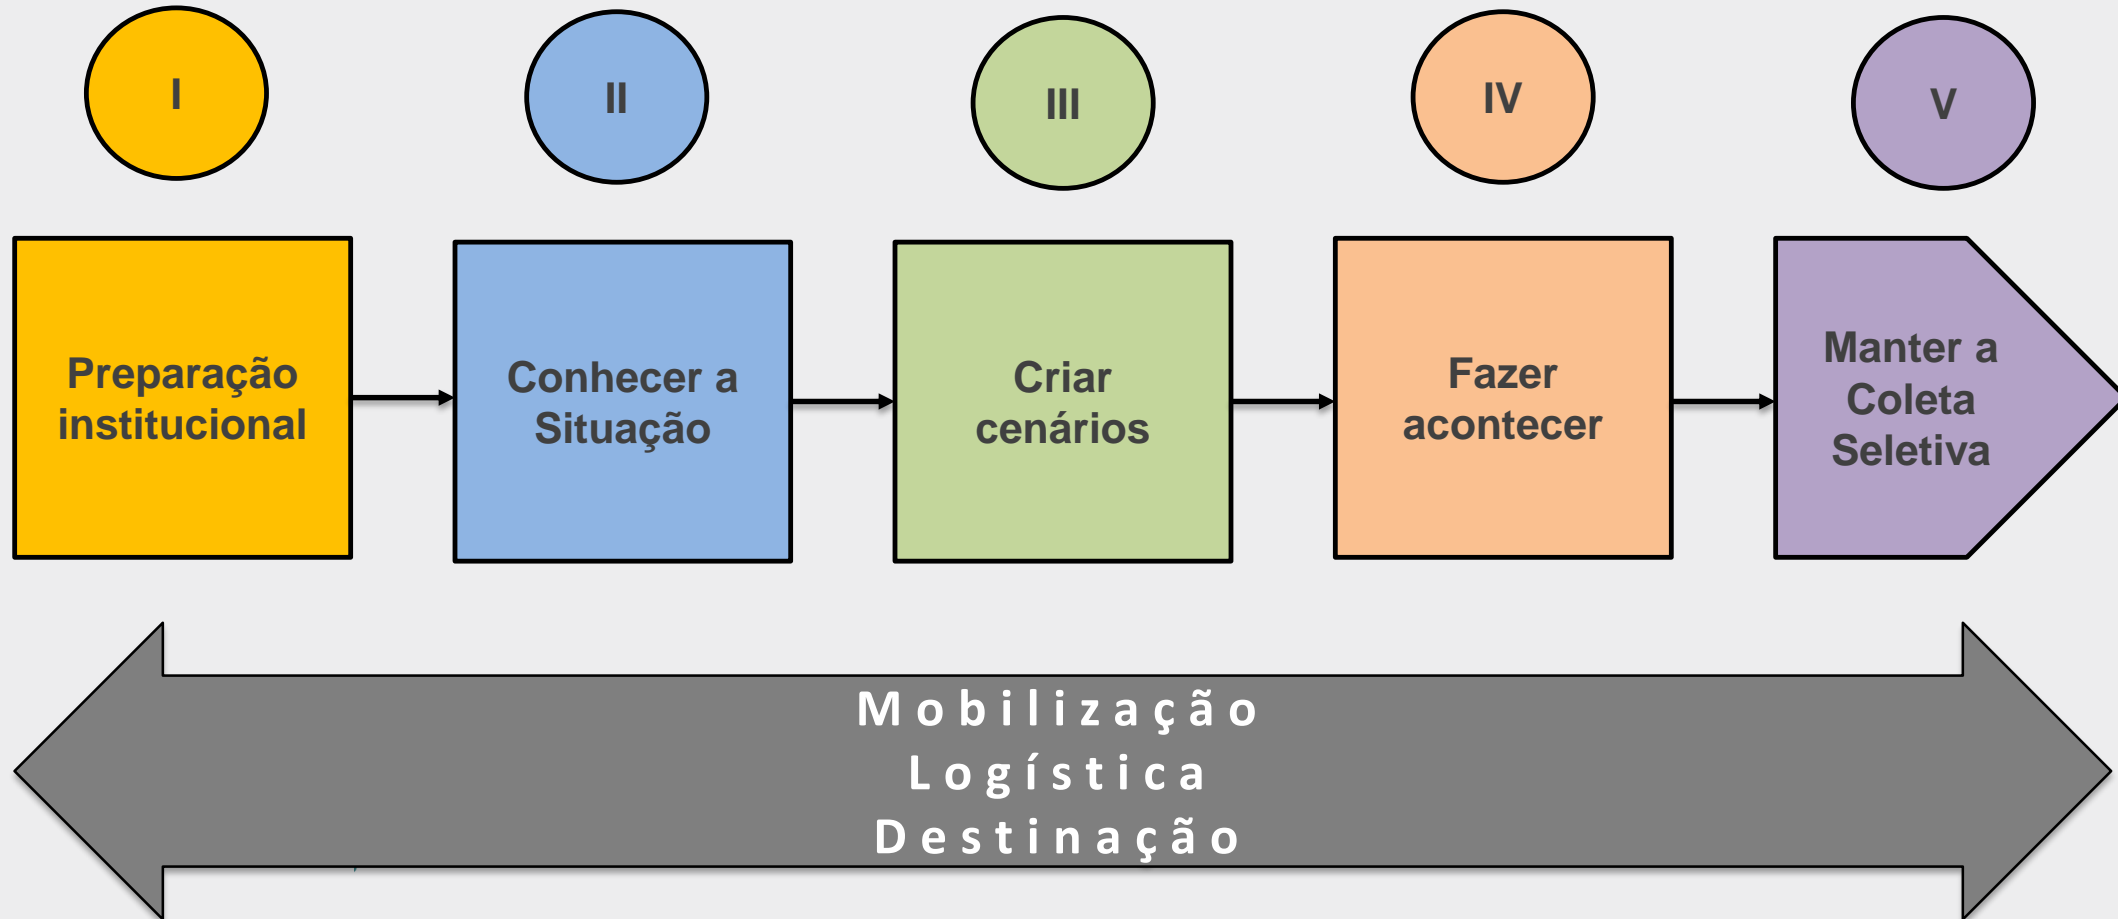 I
II
III
IV
V
Preparação
institucional
Conhecer a
Situação
Criar
cenários
Fazer
acontecer
Manter a
Coleta
Seletiva
Mobilização
Logística
Destinação